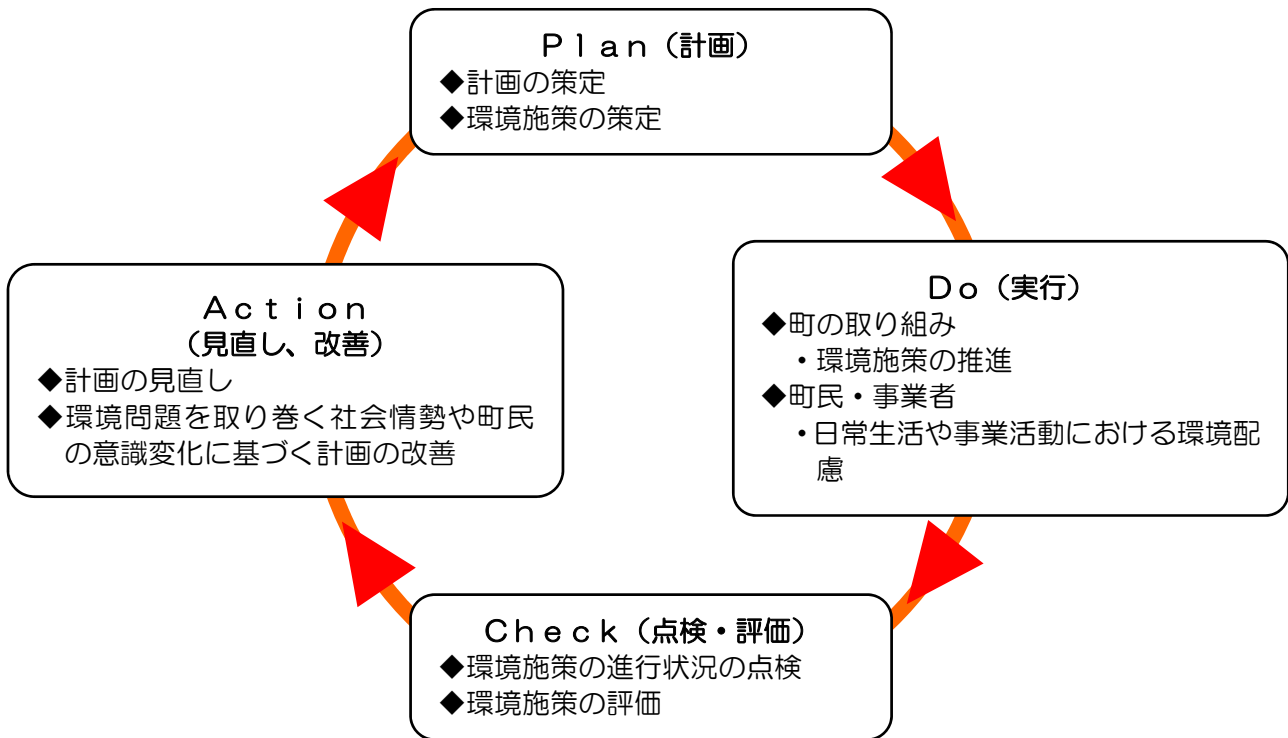 Ｐｌａｎ（計画）
◆計画の策定
◆環境施策の策定
Ｄｏ（実行）
◆町の取り組み
・環境施策の推進
◆町民・事業者
・日常生活や事業活動における環境配
慮
Ｃｈｅｃｋ（点検・評価）
◆環境施策の進行状況の点検
◆環境施策の評価
Ａｃｔｉｏｎ
（見直し、改善）
◆計画の見直し
◆環境問題を取り巻く社会情勢や町民
の意識変化に基づく計画の改善